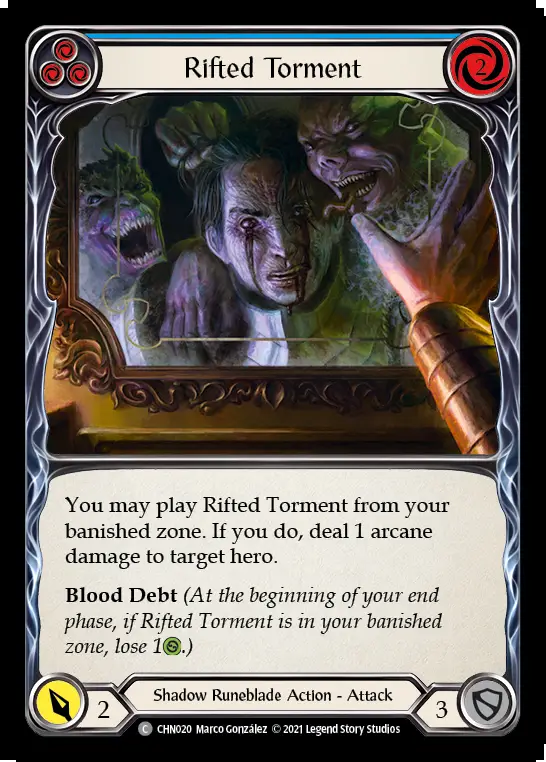 Rifted Torment
2
You may play Rifted Torment from your
banished zone. If you do, deal 1 arcane
damage to target hero.
Blood Debt (At the beginning of your end
phase, if Rifted Torment is in your banished
zone, lose 1.)
2
Shadow Runeblade Action - Attack
3
C CHN020 Marco González © 2021 Legend Story Studios